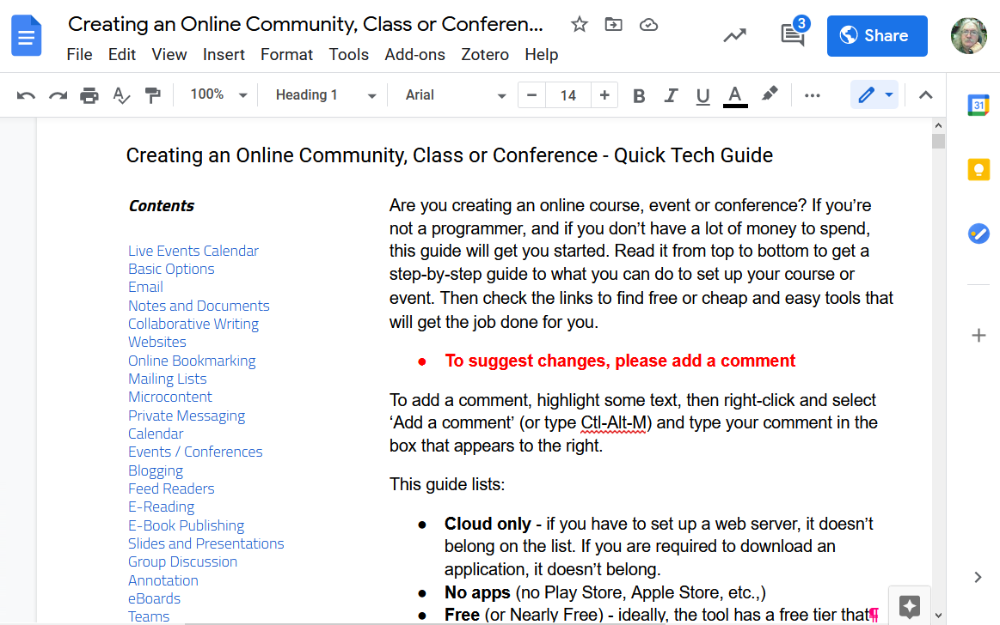 Creating an Online Community, Class or Conferen...
3
Share
File Edit View Insert Format Tools Add-ons Zotero Help
100% Heading 1 Arial − 14 + B I U A
31
Creating an Online Community, Class or Conference - Quick Tech Guide
Contents
Live Events Calendar
Basic Options
Email
Notes and Documents
Collaborative Writing
Websites
Online Bookmarking
Mailing Lists
Microcontent
Private Messaging
Calendar
Events / Conferences
Blogging
Feed Readers
E-Reading
E-Book Publishing
Slides and Presentations
Group Discussion
Annotation
eBoards
Teams
Are you creating an online course, event or conference? If you’re
not a programmer, and if you don’t have a lot of money to spend,
this guide will get you started. Read it from top to bottom to get a
step-by-step guide to what you can do to set up your course or
event. Then check the links to find free or cheap and easy tools that
will get the job done for you.
● To suggest changes, please add a comment
To add a comment, highlight some text, then right-click and select
‘Add a comment’ (or type Ctl-Alt-M) and type your comment in the
box that appears to the right.
This guide lists:
● Cloud only - if you have to set up a web server, it doesn’t
belong on the list. If you are required to download an
application, it doesn’t belong.
● No apps (no Play Store, Apple Store, etc.,)
● Free (or Nearly Free) - ideally, the tool has a free tier that¶